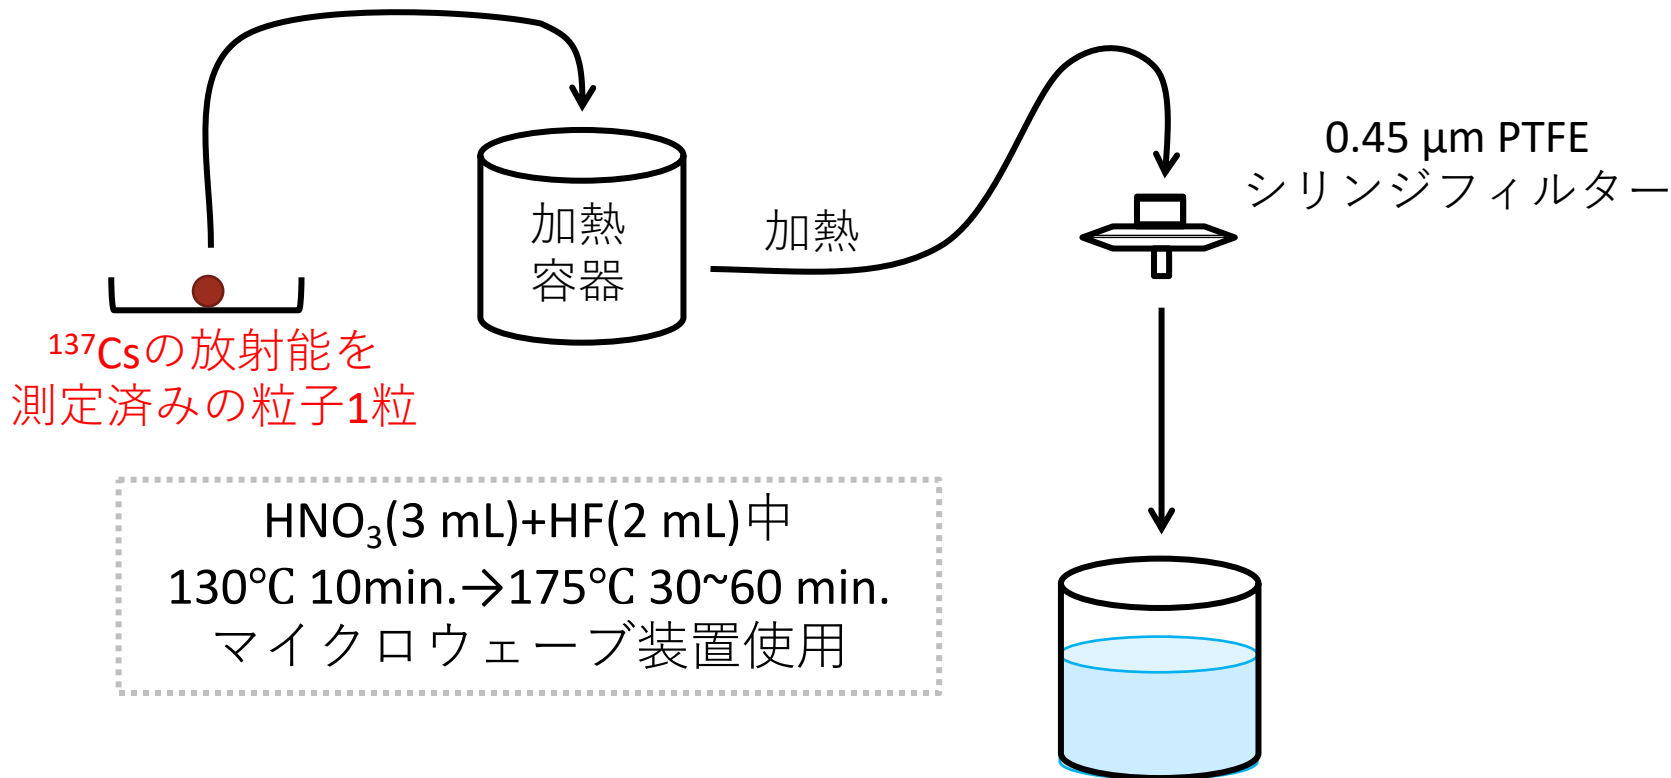 0.45 μm PTFE
シリンジフィルター
加熱
容器
加熱
¹³⁷Csの放射能を
測定済みの粒子1粒
HNO₃(3 mL)+HF(2 mL)中
130℃ 10min.→175℃ 30~60 min.
マイクロウェーブ装置使用